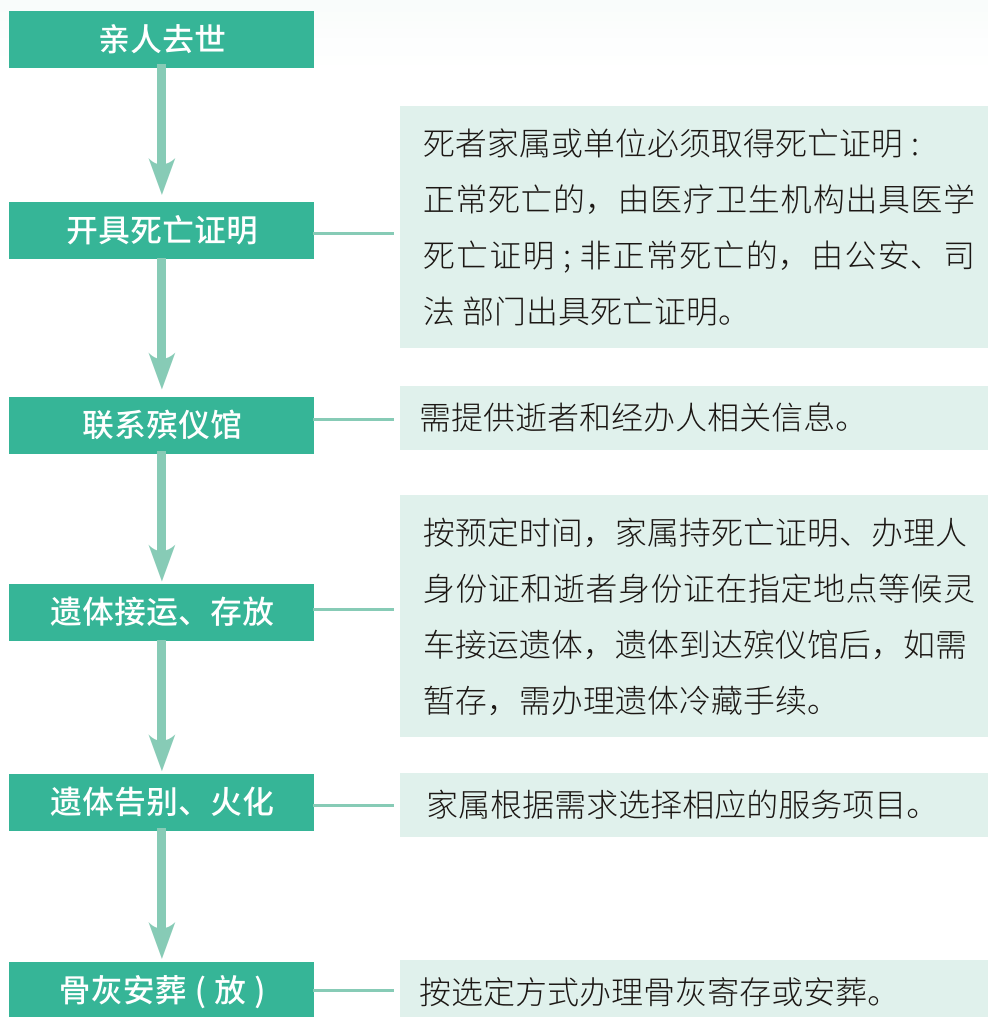 亲人去世
开具死亡证明
死者家属或单位必须取得死亡证明:
正常死亡的，由医疗卫生机构出具医学
死亡证明;非正常死亡的，由公安、司
法 部门出具死亡证明。
联系殡仪馆
需提供逝者和经办人相关信息。
遗体接运、存放
按预定时间，家属持死亡证明、办理人
身份证和逝者身份证在指定地点等候灵
车接运遗体，遗体到达殡仪馆后，如需
暂存，需办理遗体冷藏手续。
遗体告别、火化
家属根据需求选择相应的服务项目。
骨灰安葬(放)
按选定方式办理骨灰寄存或安葬。